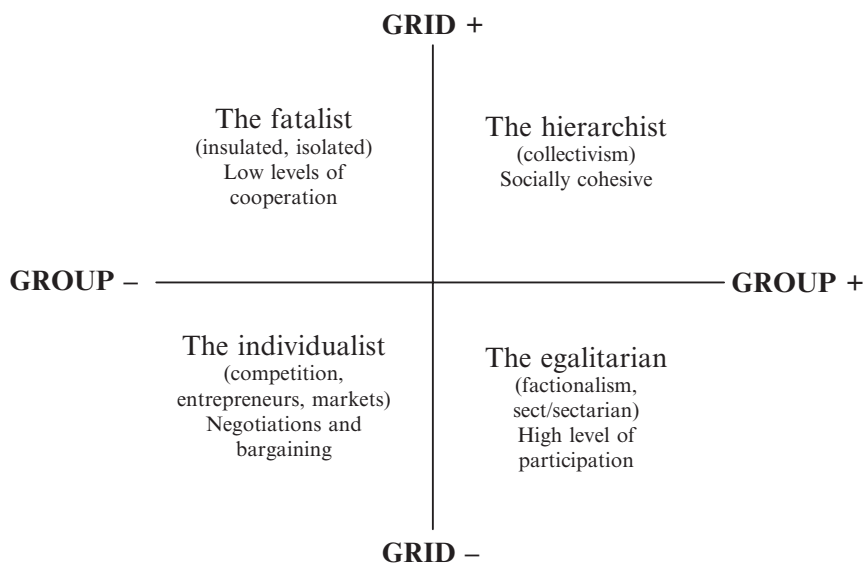 GRID +
The fatalist
(insulated, isolated)
Low levels of
cooperation
The hierarchist
(collectivism)
Socially cohesive
GROUP –
GROUP +
The individualist
(competition,
entrepreneurs, markets)
Negotiations and
bargaining
The egalitarian
(factionalism,
sect/sectarian)
High level of
participation
GRID –